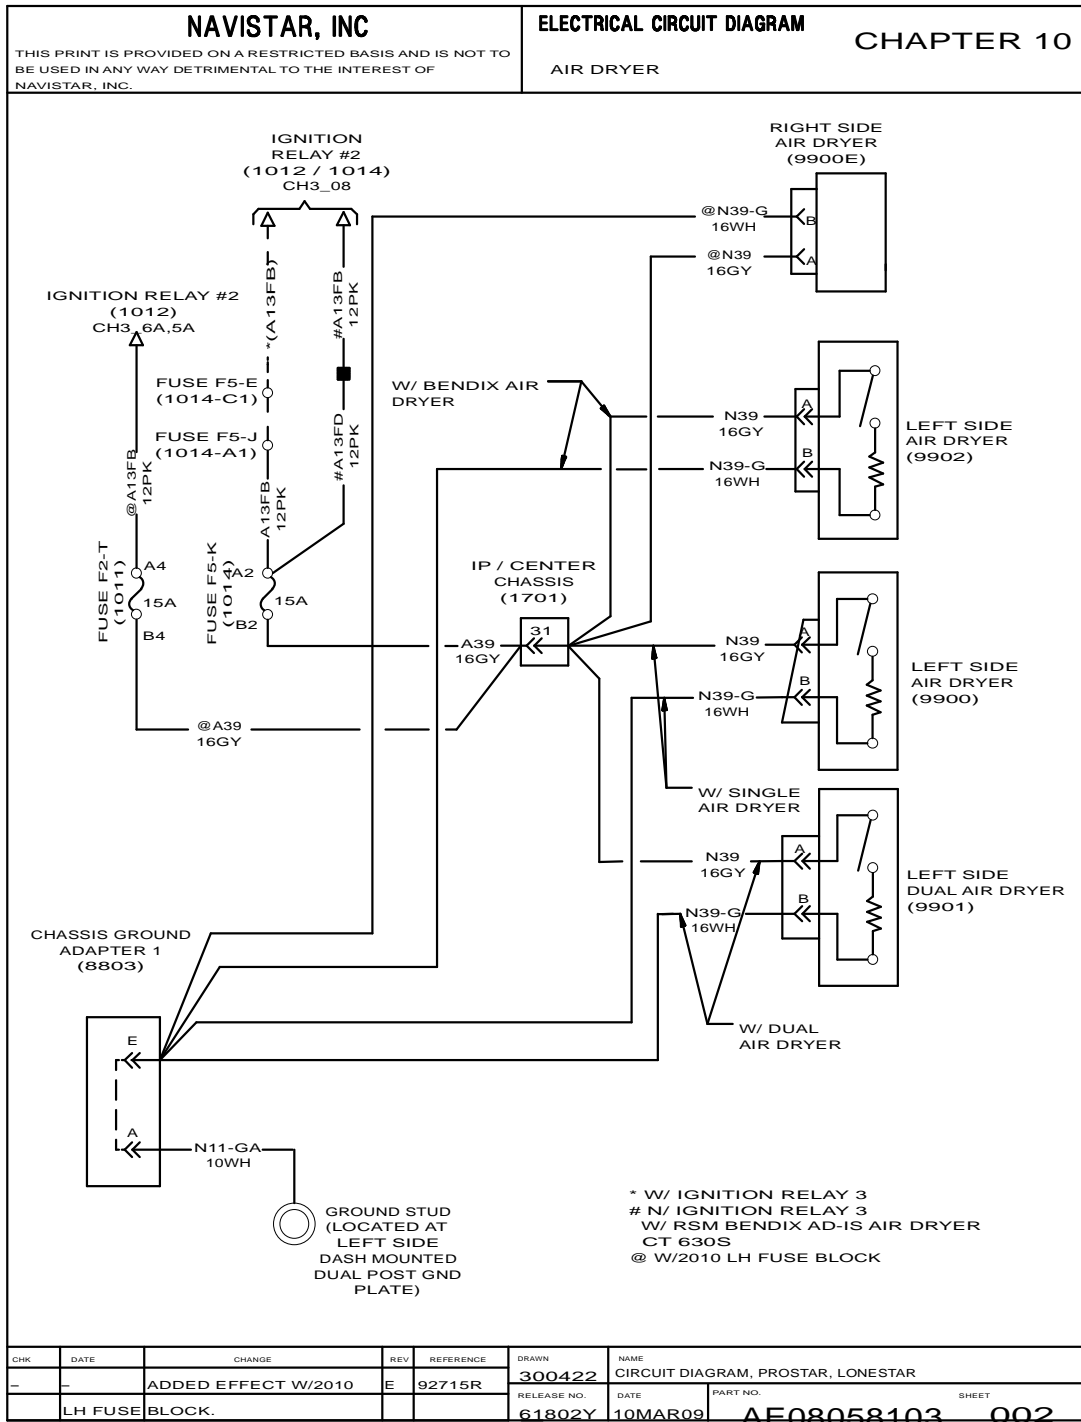 NAVISTAR, INC
THIS PRINT IS PROVIDED ON A RESTRICTED BASIS AND IS NOT TO
BE USED IN ANY WAY DETRIMENTAL TO THE INTEREST OF
NAVISTAR, INC.
ELECTRICAL CIRCUIT DIAGRAM
AIR DRYER
CHAPTER 10
IGNITION
RELAY #2
(1012 / 1014)
CH3_08
RIGHT SIDE
AIR DRYER
(9900E)
@N39-G
16WH
B
@N39
16GY
A
IGNITION RELAY #2
(1012)
CH3_6A,5A
*(A13FB)
#A13FB
12PK
FUSE F5-E
(1014-C1)
FUSE F5-J
(1014-A1)
#A13FD
12PK
@A13FB
12PK
A13FB
12PK
W/ BENDIX AIR
DRYER
N39
16GY
A
N39-G
16WH
B
LEFT SIDE
AIR DRYER
(9902)
FUSE F2-T
(1011)
A4
15A
B4
FUSE F5-K
(1014)
A2
15A
B2
IP / CENTER
CHASSIS
(1701)
31
A39
16GY
@A39
16GY
N39
16GY
A
N39-G
16WH
B
LEFT SIDE
AIR DRYER
(9900)
W/ SINGLE
AIR DRYER
N39
16GY
A
N39-G
16WH
B
LEFT SIDE
DUAL AIR DRYER
(9901)
W/ DUAL
AIR DRYER
CHASSIS GROUND
ADAPTER 1
(8803)
E
A
N11-GA
10WH
GROUND STUD
(LOCATED AT
LEFT SIDE
DASH MOUNTED
DUAL POST GND
PLATE)
* W/ IGNITION RELAY 3
# N/ IGNITION RELAY 3
W/ RSM BENDIX AD-IS AIR DRYER
CT 630S
@ W/2010 LH FUSE BLOCK
CHK DATE CHANGE REV REFERENCE
– – ADDED EFFECT W/2010 E 92715R
LH FUSE BLOCK.
DRAWN
300422
NAME
CIRCUIT DIAGRAM, PROSTAR, LONESTAR
RELEASE NO.
61802Y
DATE
10MAR09
PART NO.
AE08058103
SHEET
002